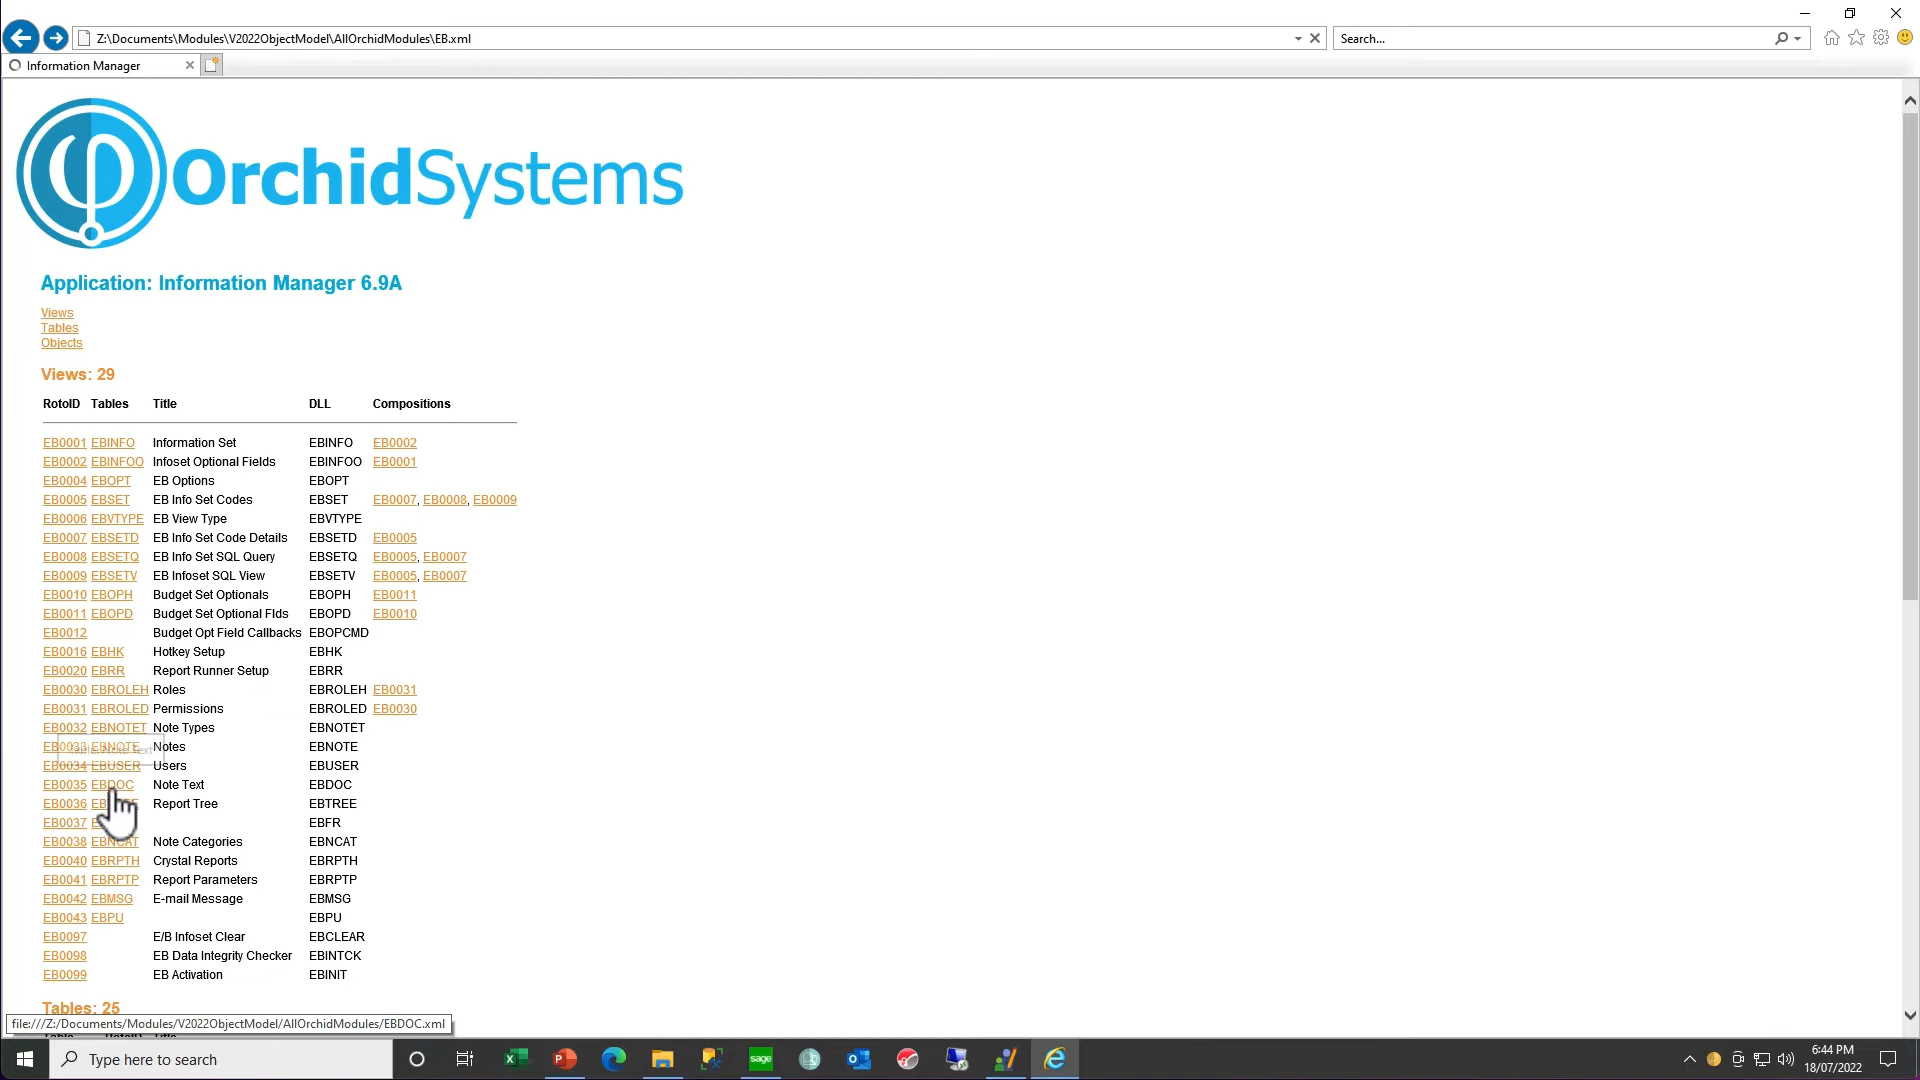 Z:\Documents\Modules\V2022ObjectModel\AllOrchidModules\EB.xml
Search...
Information Manager
OrchidSystems
Application: Information Manager 6.9A
Views
Tables
Objects
Views: 29
RotoID Tables Title DLL Compositions
EB0001 EBINFO Information Set EBINFO EB0002
EB0002 EBINFOO Infoset Optional Fields EBINFOO EB0001
EB0004 EBOPT EB Options EBOPT
EB0005 EBSET EB Info Set Codes EBSET EB0007, EB0008, EB0009
EB0006 EBVTYPE EB View Type EBVTYPE
EB0007 EBSETD EB Info Set Code Details EBSETD EB0005
EB0008 EBSETQ EB Info Set SQL Query EBSETQ EB0005, EB0007
EB0009 EBSETV EB Infoset SQL View EBSETV EB0005, EB0007
EB0010 EBOPH Budget Set Optionals EBOPH EB0011
EB0011 EBOPD Budget Set Optional Flds EBOPD EB0010
EB0012 Budget Opt Field Callbacks EBOPCMD
EB0016 EBHK Hotkey Setup EBHK
EB0020 EBRR Report Runner Setup EBRR
EB0030 EBROLEH Roles EBROLEH EB0031
EB0031 EBROLED Permissions EBROLED EB0030
EB0032 EBNOTET Note Types EBNOTET
EB0033 EBNOTE Notes EBNOTE
EB0034 EBUSER Users EBUSER
EB0035 EBDOC Note Text EBDOC
EB0036 Report Tree EBTREE
EB0037 EBFR
EB0038 EBNCAT Note Categories EBNCAT
EB0040 EBRPTH Crystal Reports EBRPTH
EB0041 EBRPTP Report Parameters EBRPTP
EB0042 EBMSG E-mail Message EBMSG
EB0043 EBPU EBPU
EB0097 E/B Infoset Clear EBCLEAR
EB0098 EB Data Integrity Checker EBINTCK
EB0099 EB Activation EBINIT
Tables: 25
file:///Z:/Documents/Modules/V2022ObjectModel/AllOrchidModules/EBDOC.xml
Type here to search
sage
6:44 PM
18/07/2022